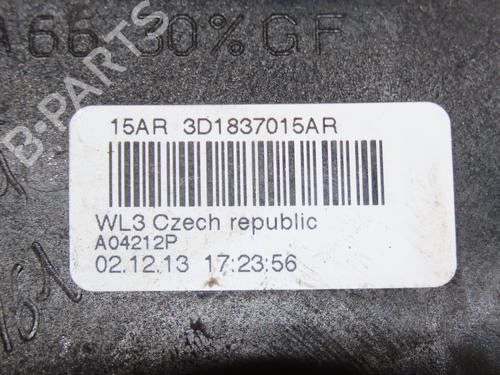 A66 30% GF
B-PARTS
15AR 3D1837015AR
WL3 Czech republic
A04212P
02.12.13 17:23:56